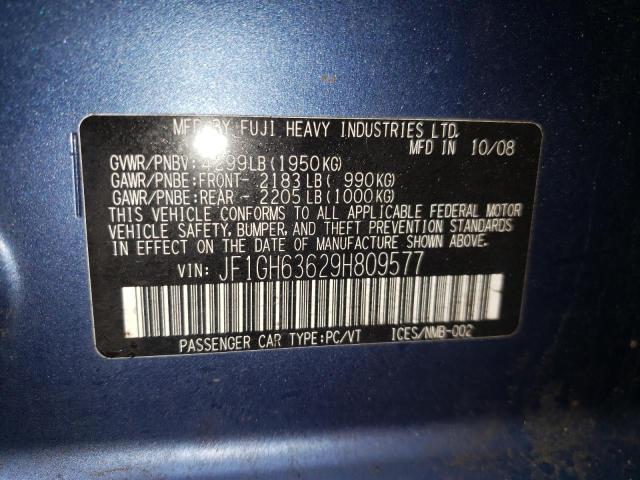 MFD BY FUJI HEAVY INDUSTRIES LTD.
MFD IN 10/08
GVWR/PNBV: 4299LB (1950KG)
GAWR/PNBE:FRONT- 2183 LB ( 990KG)
GAWR/PNBE:REAR - 2205 LB (1000KG)
THIS VEHICLE CONFORMS TO ALL APPLICABLE FEDERAL MOTOR
VEHICLE SAFETY, BUMPER, AND THEFT PREVENTION STANDARDS
IN EFFECT ON THE DATE OF MANUFACTURE SHOWN ABOVE.
VIN: JF1GH63629H809577
PASSENGER CAR TYPE:PC/VT ICES/NMB-002